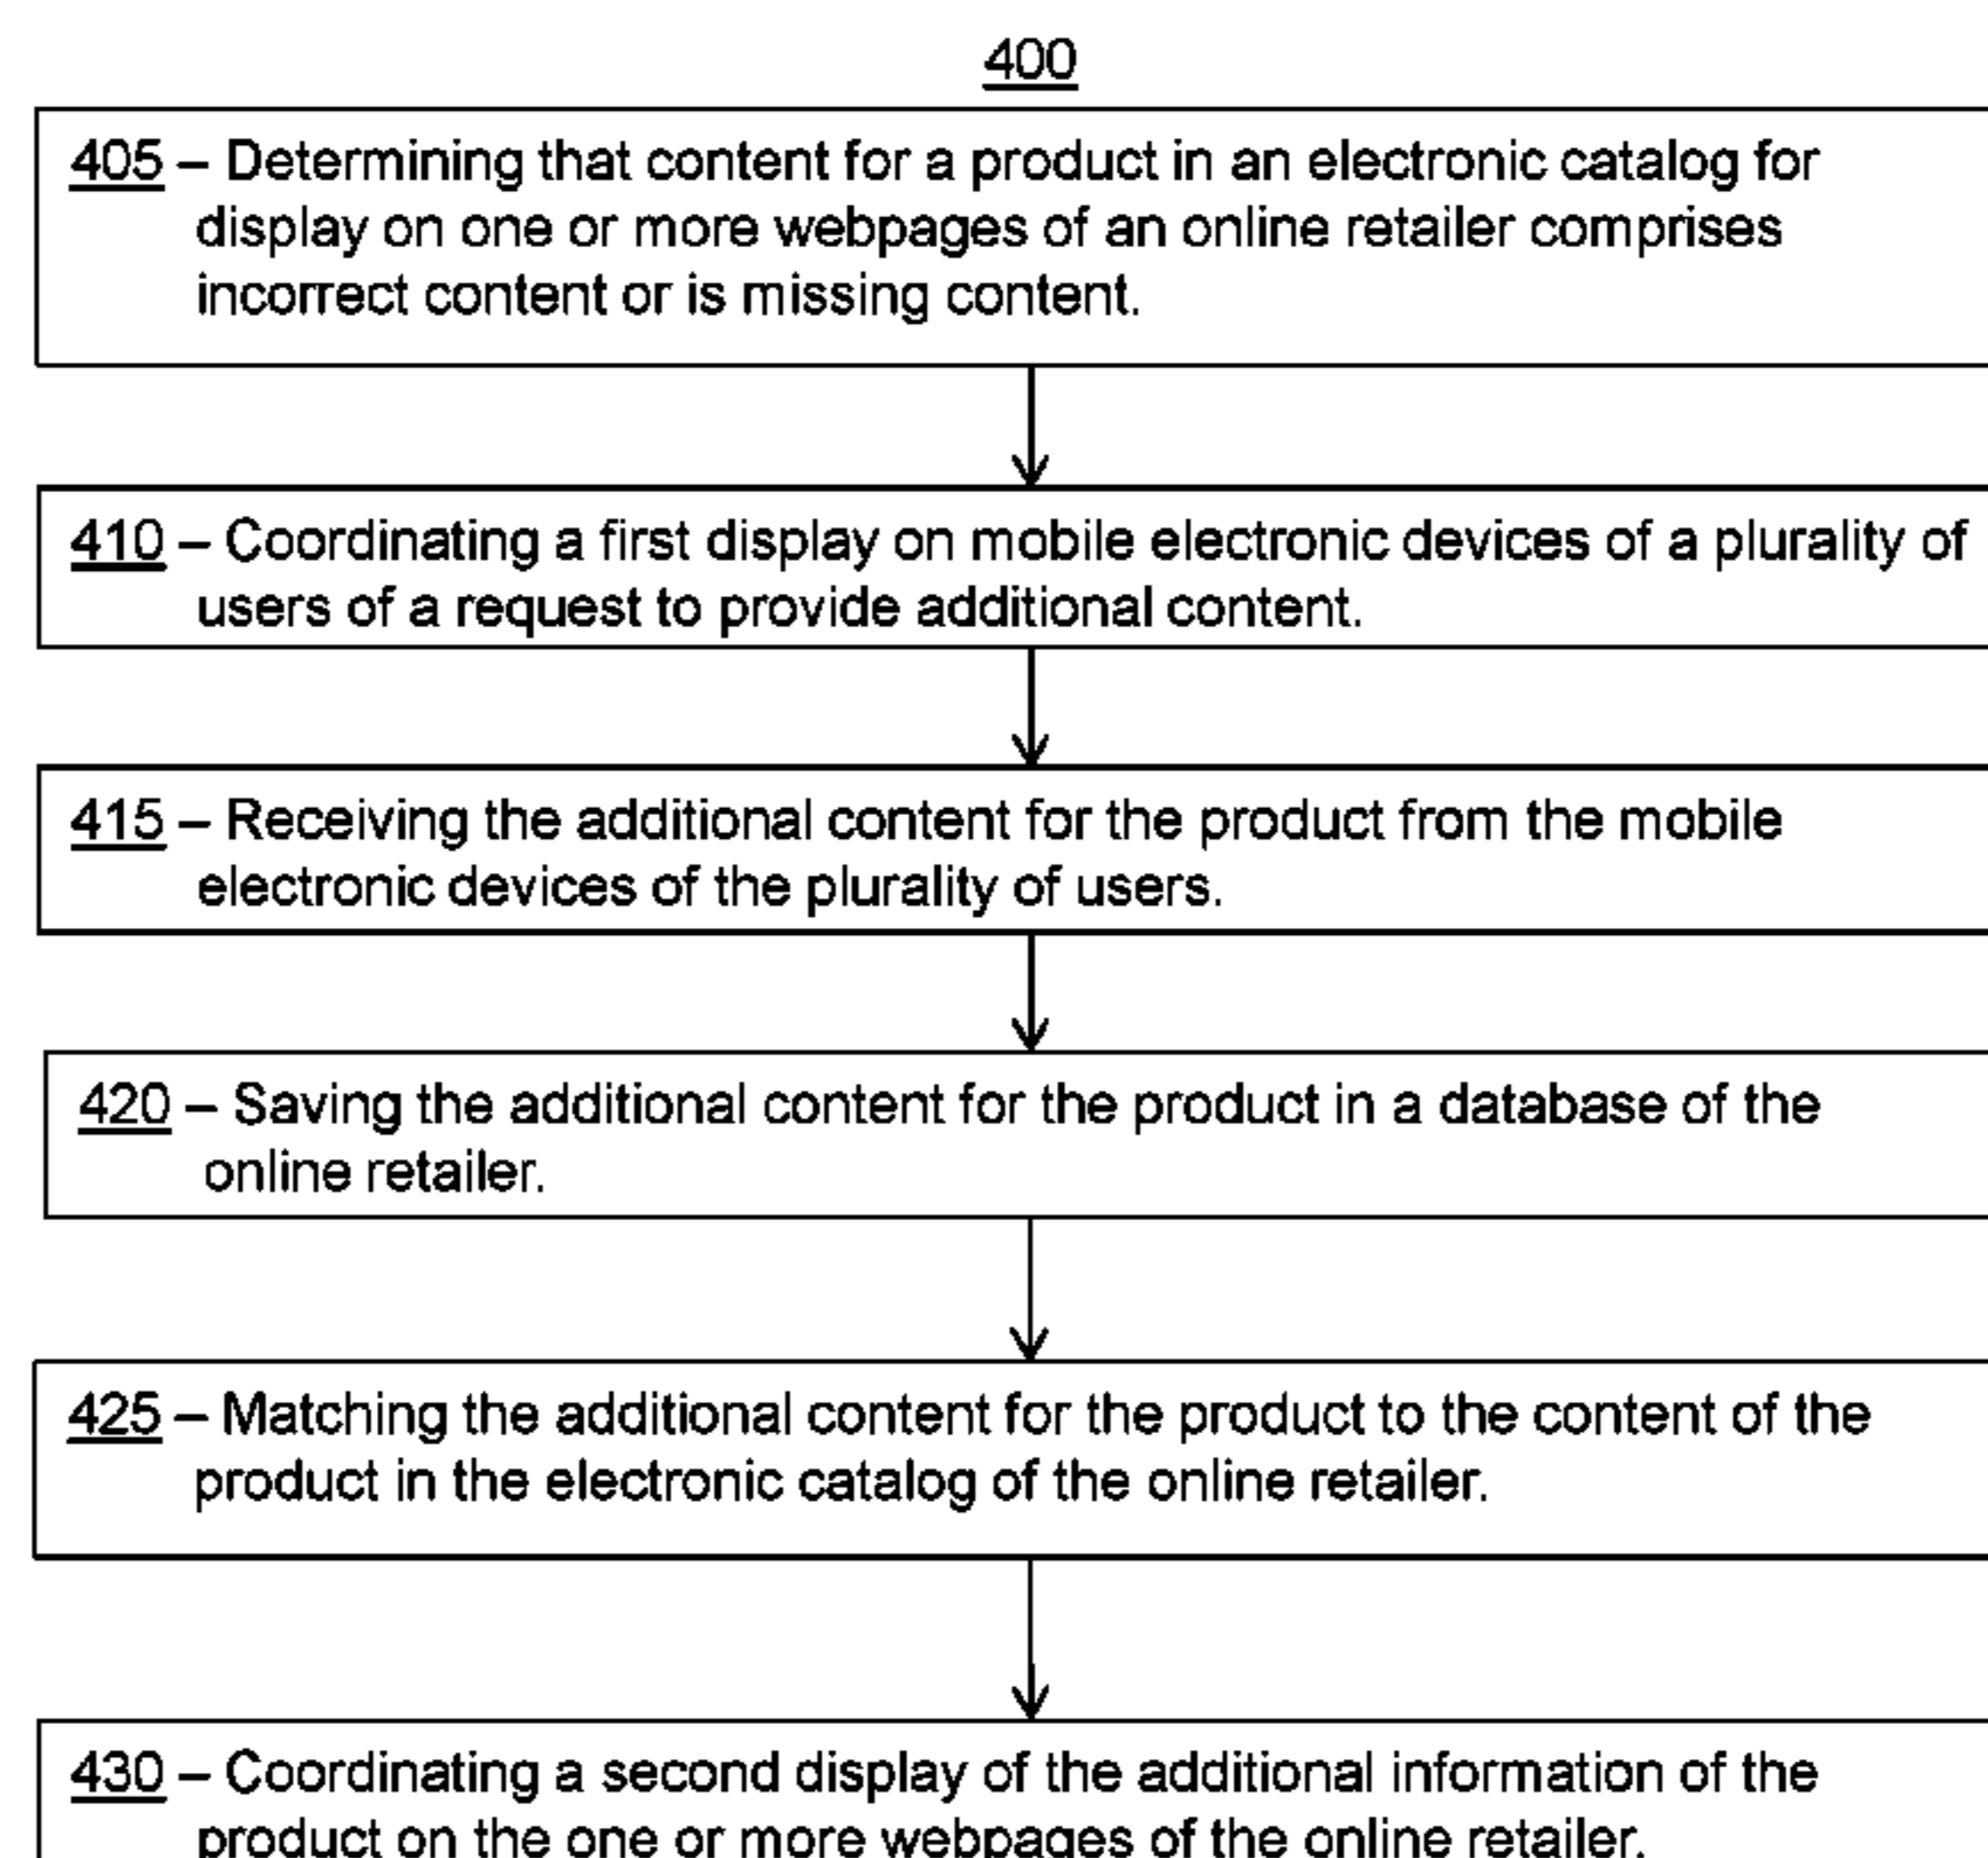 400
405 – Determining that content for a product in an electronic catalog for
display on one or more webpages of an online retailer comprises
incorrect content or is missing content.
410 – Coordinating a first display on mobile electronic devices of a plurality of
users of a request to provide additional content.
415 – Receiving the additional content for the product from the mobile
electronic devices of the plurality of users.
420 – Saving the additional content for the product in a database of the
online retailer.
425 – Matching the additional content for the product to the content of the
product in the electronic catalog of the online retailer.
430 – Coordinating a second display of the additional information of the
product on the one or more webpages of the online retailer.